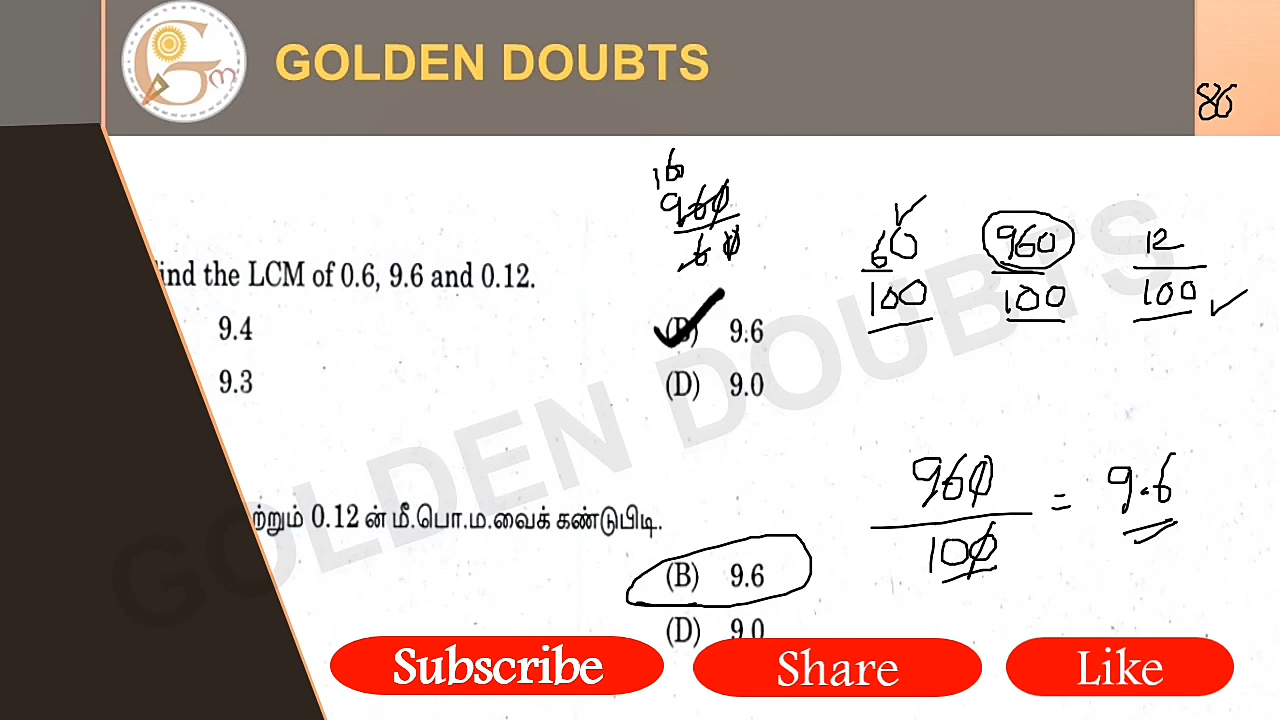 GOLDEN DOUBTS
86
16
960
60
60 960 12
100 100 100
ind the LCM of 0.6, 9.6 and 0.12.
9.4 (B) 9.6
9.3 (D) 9.0
GOLDEN DOUBTS
960
100
= 9.6
ற்றும் 0.12 ன் மீ.பொ.ம.வைக் கண்டுபிடி.
(B) 9.6
(D) 9.0
Subscribe Share Like